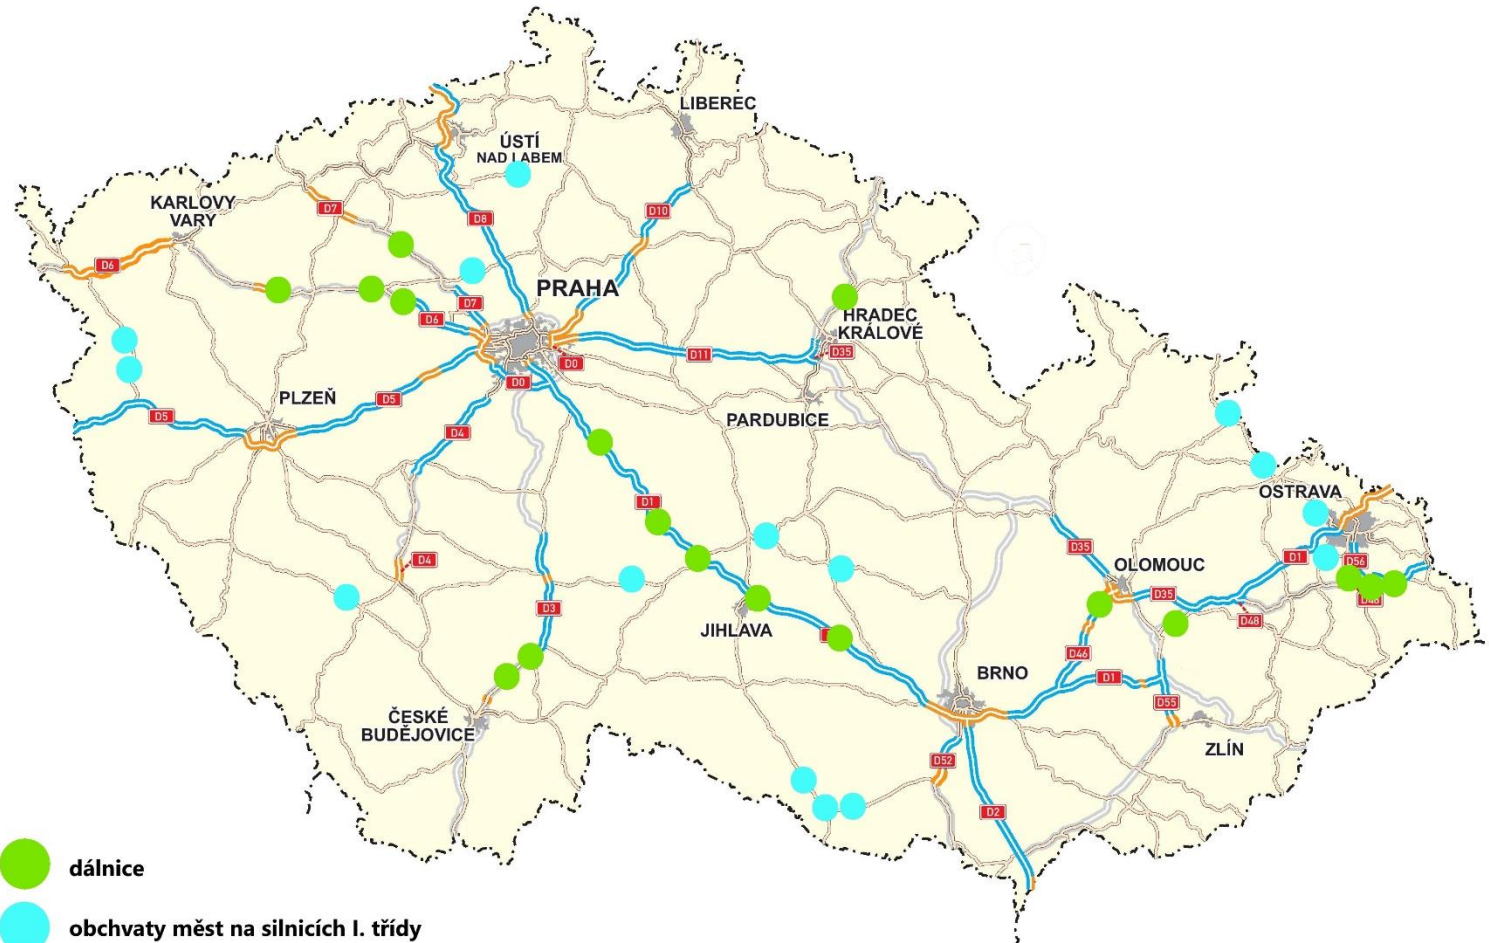 LIBEREC
ÚSTÍ
NAD LABEM
KARLOVY
VARY
D7
D8
D10
D6
PRAHA
D7
D6
HRADEC
KRÁLOVÉ
D11
D35
D0
D0
PLZEŇ
D5
D5
D4
PARDUBICE
D1
OSTRAVA
D4
D35
OLOMOUC
D1
D56
D35
D48
D48
D3
JIHLAVA
D46
BRNO
D1
D55
ČESKÉ
BUDĚJOVICE
ZLÍN
D52
D2
dálnice
obchvaty měst na silnicích I. třídy